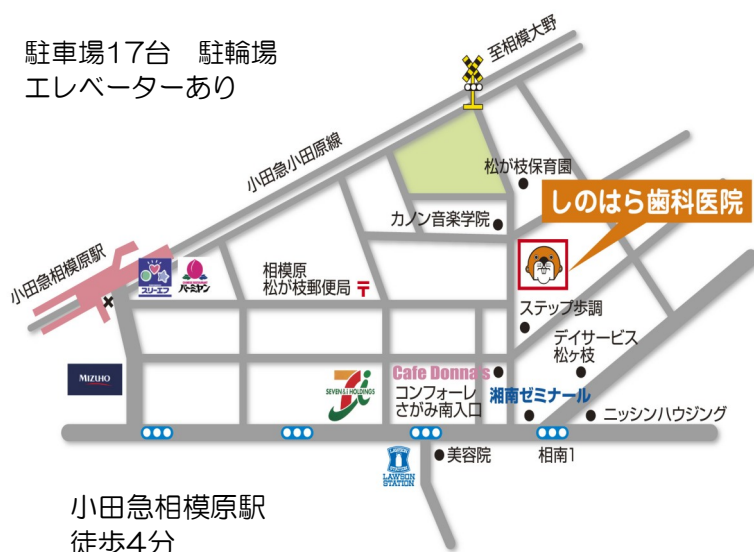 駐車場17台 駐輪場
エレベーターあり
至相模大野
小田急小田原線
松が枝保育園
しのはら歯科医院
カノン音楽学院
小田急相模原駅
スリーエフ
バーミヤン
相模原
松が枝郵便局 〒
ステップ歩調
デイサービス
松ヶ枝
MIZUHO
SEVEN&i HOLDINGS
Cafe Donna's
コンフォーレ
さがみ南入口
湘南ゼミナール
ニッシンハウジング
LAWSON
STATION
美容院
相南1
小田急相模原駅
徒歩4分